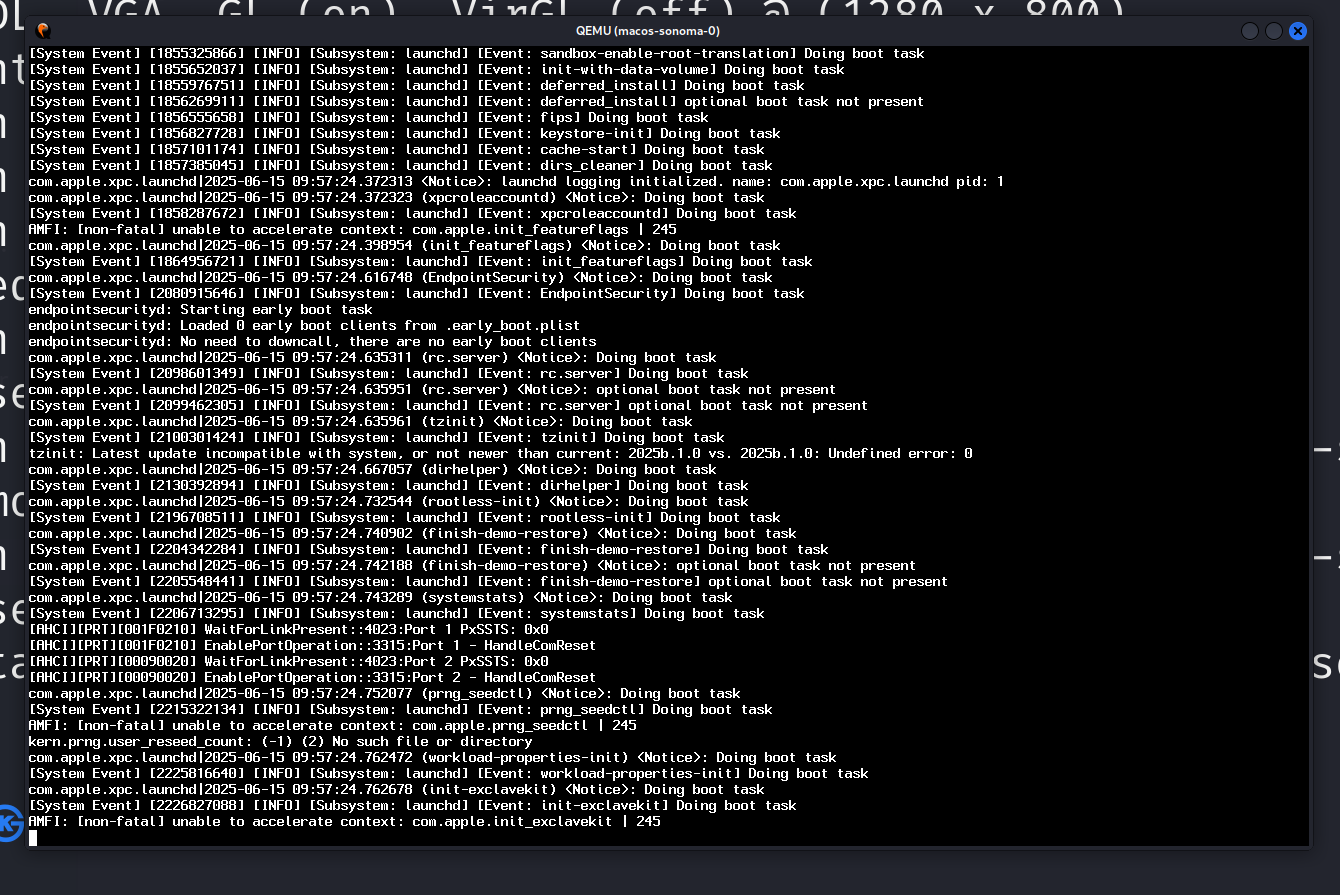 OL, VGA, GL (on), VirGL (off) @ (1280 x 800)
QEMU (macos-sonoma-0)
[System Event] [1855325866] [INFO] [Subsystem: launchd] [Event: sandbox-enable-root-translation] Doing boot task
[System Event] [1855652037] [INFO] [Subsystem: launchd] [Event: init-with-data-volume] Doing boot task
[System Event] [1855976751] [INFO] [Subsystem: launchd] [Event: deferred_install] Doing boot task
[System Event] [1856269911] [INFO] [Subsystem: launchd] [Event: deferred_install] optional boot task not present
[System Event] [1856555658] [INFO] [Subsystem: launchd] [Event: fips] Doing boot task
[System Event] [1856827728] [INFO] [Subsystem: launchd] [Event: keystore-init] Doing boot task
[System Event] [1857101174] [INFO] [Subsystem: launchd] [Event: cache-start] Doing boot task
[System Event] [1857385045] [INFO] [Subsystem: launchd] [Event: dirs_cleaner] Doing boot task
com.apple.xpc.launchd|2025-06-15 09:57:24.372313 <Notice>: launchd logging initialized. name: com.apple.xpc.launchd pid: 1
com.apple.xpc.launchd|2025-06-15 09:57:24.372323 (xpcroleaccountd) <Notice>: Doing boot task
[System Event] [1858287672] [INFO] [Subsystem: launchd] [Event: xpcroleaccountd] Doing boot task
AMFI: [non-fatal] unable to accelerate context: com.apple.init_featureflags | 245
com.apple.xpc.launchd|2025-06-15 09:57:24.398954 (init_featureflags) <Notice>: Doing boot task
[System Event] [1864956721] [INFO] [Subsystem: launchd] [Event: init_featureflags] Doing boot task
com.apple.xpc.launchd|2025-06-15 09:57:24.616748 (EndpointSecurity) <Notice>: Doing boot task
[System Event] [2080915646] [INFO] [Subsystem: launchd] [Event: EndpointSecurity] Doing boot task
endpointsecurityd: Starting early boot task
endpointsecurityd: Loaded 0 early boot clients from .early_boot.plist
endpointsecurityd: No need to downcall, there are no early boot clients
com.apple.xpc.launchd|2025-06-15 09:57:24.635311 (rc.server) <Notice>: Doing boot task
[System Event] [2098601349] [INFO] [Subsystem: launchd] [Event: rc.server] Doing boot task
com.apple.xpc.launchd|2025-06-15 09:57:24.635951 (rc.server) <Notice>: optional boot task not present
[System Event] [2099462305] [INFO] [Subsystem: launchd] [Event: rc.server] optional boot task not present
com.apple.xpc.launchd|2025-06-15 09:57:24.635961 (tzinit) <Notice>: Doing boot task
[System Event] [2100301424] [INFO] [Subsystem: launchd] [Event: tzinit] Doing boot task
tzinit: Latest update incompatible with system, or not newer than current: 2025b.1.0 vs. 2025b.1.0: Undefined error: 0
com.apple.xpc.launchd|2025-06-15 09:57:24.667057 (dirhelper) <Notice>: Doing boot task
[System Event] [2130392894] [INFO] [Subsystem: launchd] [Event: dirhelper] Doing boot task
com.apple.xpc.launchd|2025-06-15 09:57:24.732544 (rootless-init) <Notice>: Doing boot task
[System Event] [2196708511] [INFO] [Subsystem: launchd] [Event: rootless-init] Doing boot task
com.apple.xpc.launchd|2025-06-15 09:57:24.740902 (finish-demo-restore) <Notice>: Doing boot task
[System Event] [2204342284] [INFO] [Subsystem: launchd] [Event: finish-demo-restore] Doing boot task
com.apple.xpc.launchd|2025-06-15 09:57:24.742188 (finish-demo-restore) <Notice>: optional boot task not present
[System Event] [2205548441] [INFO] [Subsystem: launchd] [Event: finish-demo-restore] optional boot task not present
com.apple.xpc.launchd|2025-06-15 09:57:24.743289 (systemstats) <Notice>: Doing boot task
[System Event] [2206713295] [INFO] [Subsystem: launchd] [Event: systemstats] Doing boot task
[AHCI][PRT][001F0210] WaitForLinkPresent::4023:Port 1 PxSSTS: 0x0
[AHCI][PRT][001F0210] EnablePortOperation::3315:Port 1 - HandleComReset
[AHCI][PRT][00090020] WaitForLinkPresent::4023:Port 2 PxSSTS: 0x0
[AHCI][PRT][00090020] EnablePortOperation::3315:Port 2 - HandleComReset
com.apple.xpc.launchd|2025-06-15 09:57:24.752077 (prng_seedctl) <Notice>: Doing boot task
[System Event] [2215322134] [INFO] [Subsystem: launchd] [Event: prng_seedctl] Doing boot task
AMFI: [non-fatal] unable to accelerate context: com.apple.prng_seedctl | 245
kern.prng.user_reseed_count: (-1) (2) No such file or directory
com.apple.xpc.launchd|2025-06-15 09:57:24.762472 (workload-properties-init) <Notice>: Doing boot task
[System Event] [2225816640] [INFO] [Subsystem: launchd] [Event: workload-properties-init] Doing boot task
com.apple.xpc.launchd|2025-06-15 09:57:24.762678 (init-exclavekit) <Notice>: Doing boot task
[System Event] [2226827088] [INFO] [Subsystem: launchd] [Event: init-exclavekit] Doing boot task
AMFI: [non-fatal] unable to accelerate context: com.apple.init_exclavekit | 245